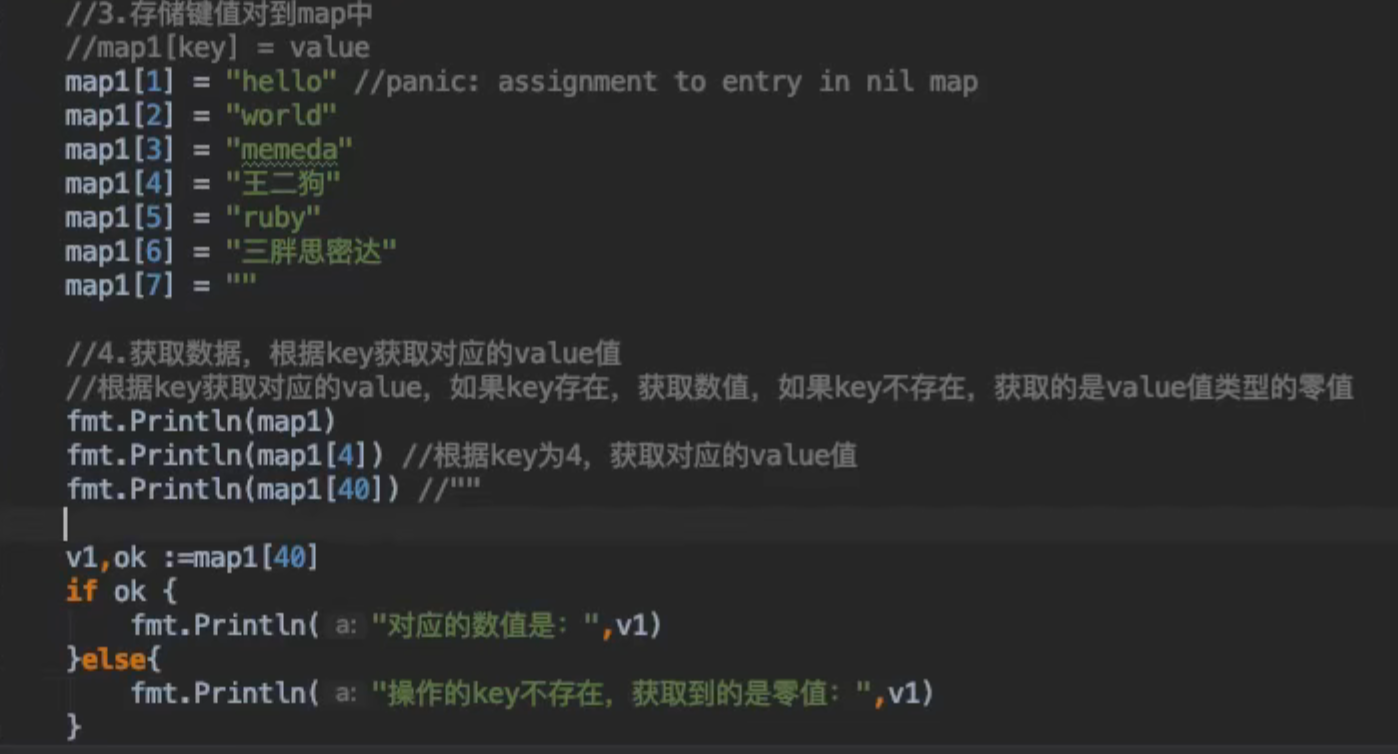 //3.存储键值对到map中
//map1[key] = value
map1[1] = "hello" //panic: assignment to entry in nil map
map1[2] = "world"
map1[3] = "memeda"
map1[4] = "王二狗"
map1[5] = "ruby"
map1[6] = "三胖思密达"
map1[7] = ""
//4.获取数据，根据key获取对应的value值
//根据key获取对应的value，如果key存在，获取数值，如果key不存在，获取的是value值类型的零值
fmt.Println(map1)
fmt.Println(map1[4]) //根据key为4，获取对应的value值
fmt.Println(map1[40]) //""
v1,ok :=map1[40]
if ok {
fmt.Println( a: "对应的数值是：",v1)
}else{
fmt.Println( a: "操作的key不存在，获取到的是零值：",v1)
}